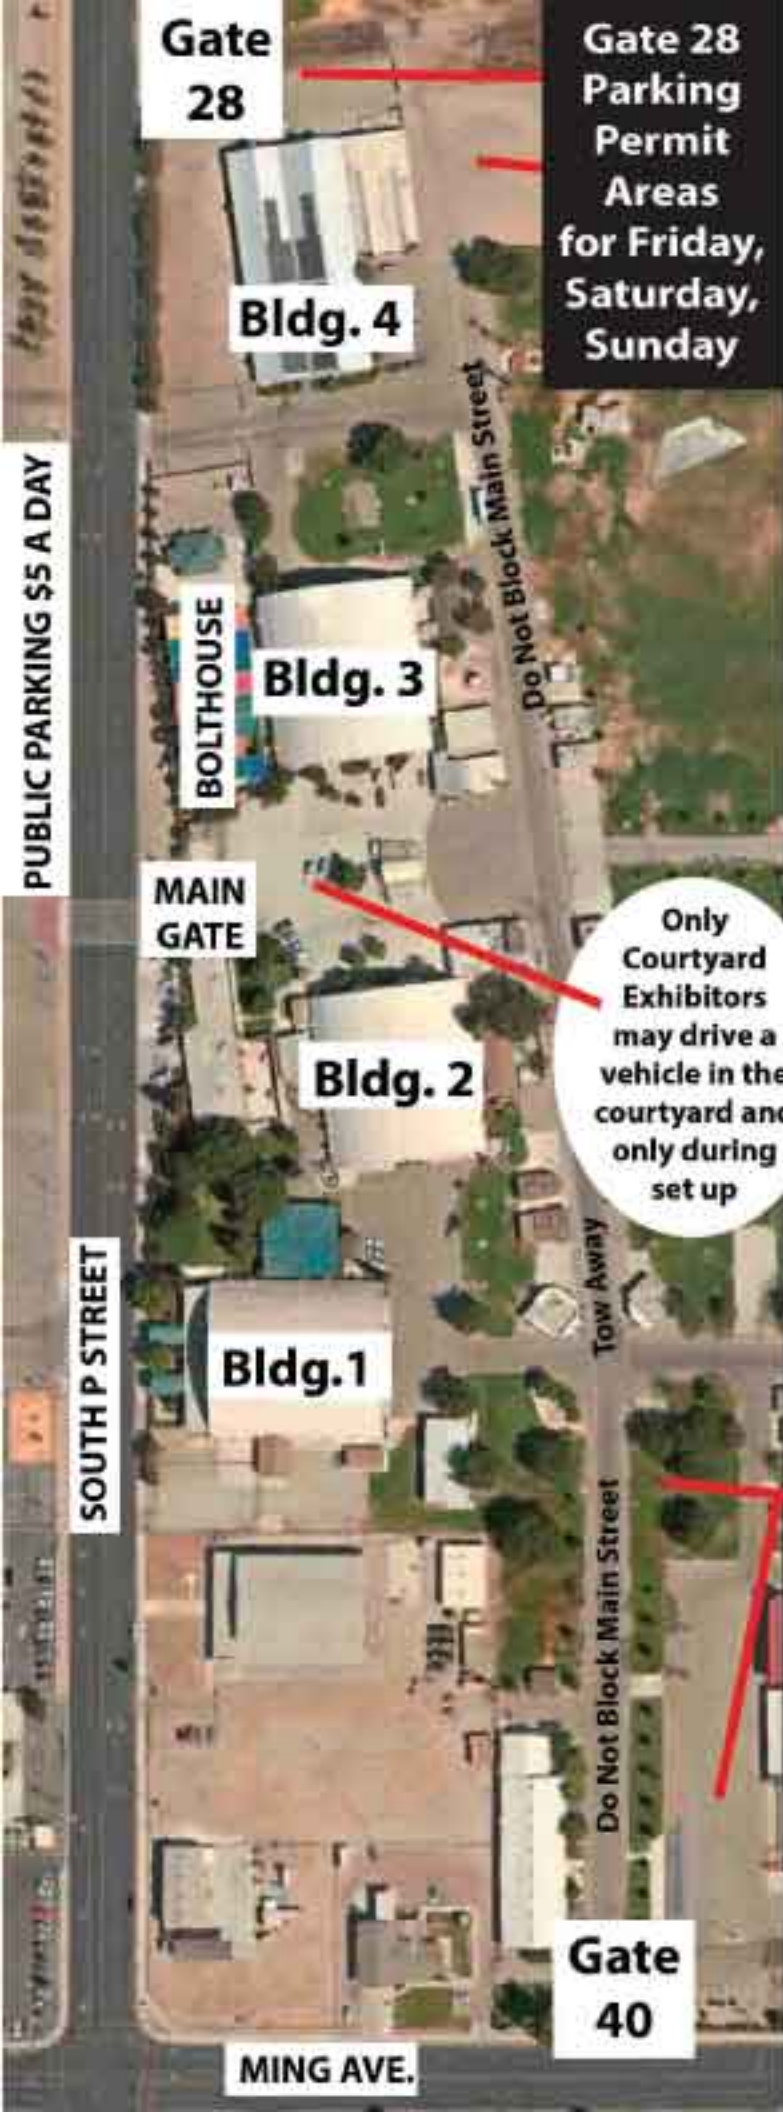 Gate
28
Gate 28
Parking
Permit
Areas
for Friday,
Saturday,
Sunday
Bldg. 4
Do Not Block Main Street
PUBLIC PARKING $5 A DAY
BOLTHOUSE
Bldg. 3
MAIN
GATE
Only
Courtyard
Exhibitors
may drive a
vehicle in the
courtyard and
only during
set up
Bldg. 2
Tow Away
SOUTH P STREET
Bldg.1
Do Not Block Main Street
Gate
40
MING AVE.